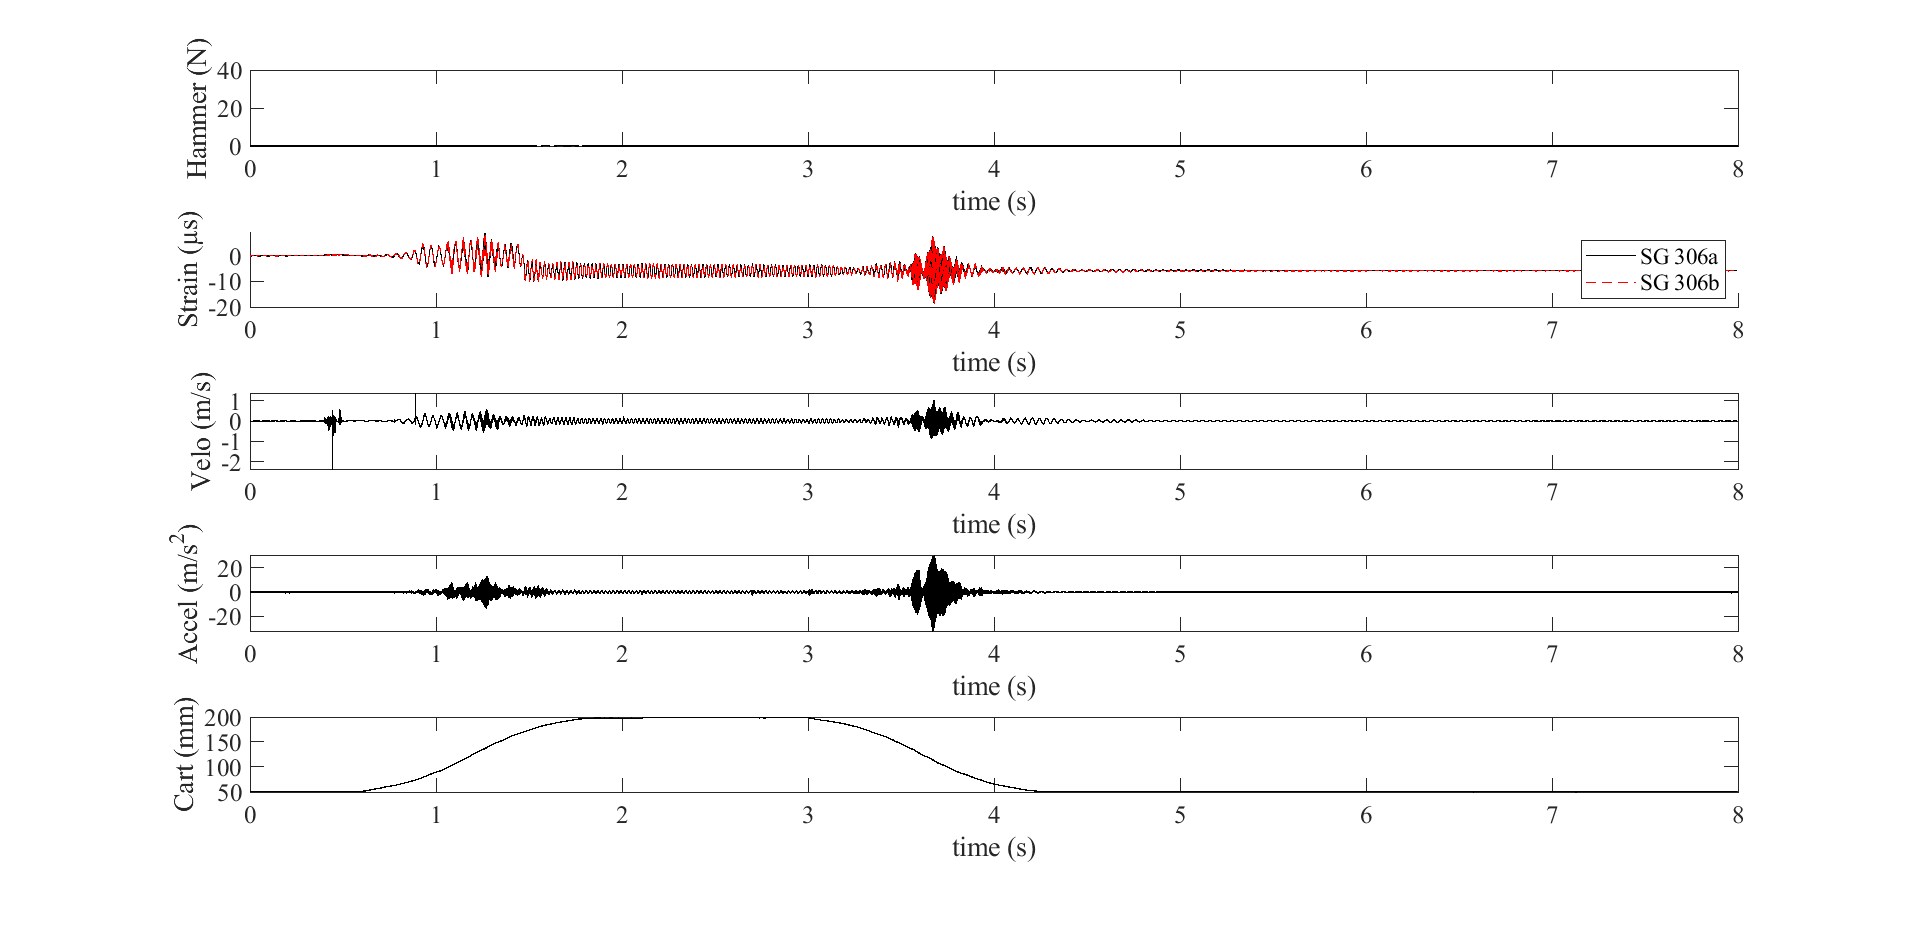 Hammer (N)
40
20
0
0 1 2 3 4 5 6 7 8
time (s)
Strain (μs)
0
-10
-20
SG 306a
SG 306b
0 1 2 3 4 5 6 7 8
time (s)
Velo (m/s)
1
0
-1
-2
0 1 2 3 4 5 6 7 8
time (s)
Accel (m/s²)
20
0
-20
0 1 2 3 4 5 6 7 8
time (s)
Cart (mm)
200
150
100
50
0 1 2 3 4 5 6 7 8
time (s)